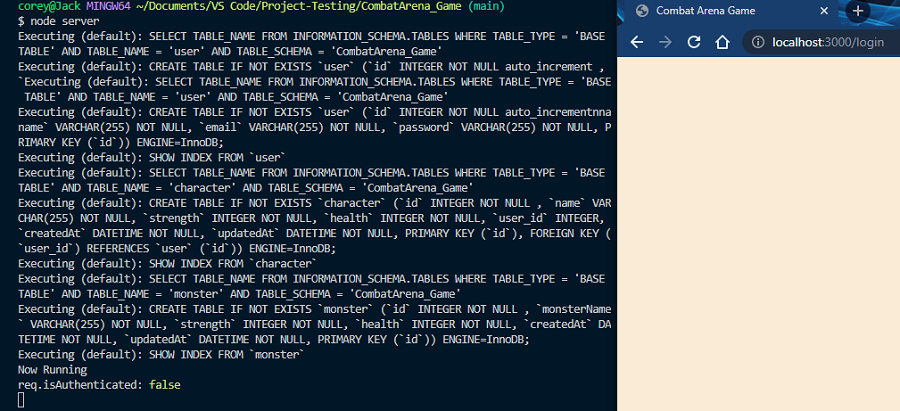 corey@Jack MINGW64 ~/Documents/VS Code/Project-Testing/CombatArena_Game (main)
$ node server
Executing (default): SELECT TABLE_NAME FROM INFORMATION_SCHEMA.TABLES WHERE TABLE_TYPE = 'BASE
TABLE' AND TABLE_NAME = 'user' AND TABLE_SCHEMA = 'CombatArena_Game'
Executing (default): CREATE TABLE IF NOT EXISTS `user` (`id` INTEGER NOT NULL auto_increment ,
`Executing (default): SELECT TABLE_NAME FROM INFORMATION_SCHEMA.TABLES WHERE TABLE_TYPE = 'BASE
TABLE' AND TABLE_NAME = 'user' AND TABLE_SCHEMA = 'CombatArena_Game'
Executing (default): CREATE TABLE IF NOT EXISTS `user` (`id` INTEGER NOT NULL auto_incrementnna
name` VARCHAR(255) NOT NULL, `email` VARCHAR(255) NOT NULL, `password` VARCHAR(255) NOT NULL, P
RIMARY KEY (`id`)) ENGINE=InnoDB;
Executing (default): SHOW INDEX FROM `user`
Executing (default): SELECT TABLE_NAME FROM INFORMATION_SCHEMA.TABLES WHERE TABLE_TYPE = 'BASE
TABLE' AND TABLE_NAME = 'character' AND TABLE_SCHEMA = 'CombatArena_Game'
Executing (default): CREATE TABLE IF NOT EXISTS `character` (`id` INTEGER NOT NULL , `name` VAR
CHAR(255) NOT NULL, `strength` INTEGER NOT NULL, `health` INTEGER NOT NULL, `user_id` INTEGER,
`createdAt` DATETIME NOT NULL, `updatedAt` DATETIME NOT NULL, PRIMARY KEY (`id`), FOREIGN KEY (
`user_id`) REFERENCES `user` (`id`)) ENGINE=InnoDB;
Executing (default): SHOW INDEX FROM `character`
Executing (default): SELECT TABLE_NAME FROM INFORMATION_SCHEMA.TABLES WHERE TABLE_TYPE = 'BASE
TABLE' AND TABLE_NAME = 'monster' AND TABLE_SCHEMA = 'CombatArena_Game'
Executing (default): CREATE TABLE IF NOT EXISTS `monster` (`id` INTEGER NOT NULL , `monsterName
` VARCHAR(255) NOT NULL, `strength` INTEGER NOT NULL, `health` INTEGER NOT NULL, `createdAt` DA
TETIME NOT NULL, `updatedAt` DATETIME NOT NULL, PRIMARY KEY (`id`)) ENGINE=InnoDB;
Executing (default): SHOW INDEX FROM `monster`
Now Running
req.isAuthenticated: false
Combat Arena Game
localhost:3000/login